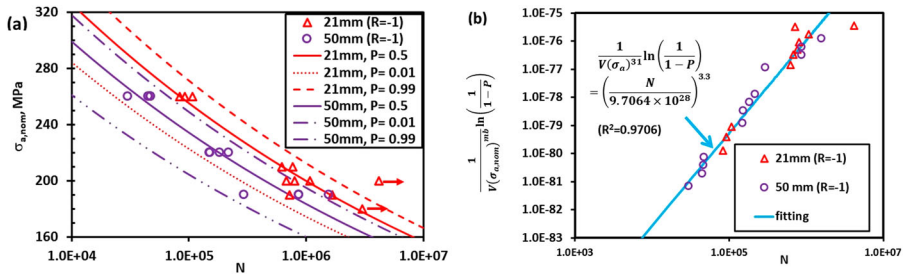 (a)
320
280
240
200
160
σa,nom, MPa
1.0E+04
1.0E+05
1.0E+06
1.0E+07
N
21mm (R=-1)
50mm (R=-1)
21mm, P= 0.5
21mm, P= 0.01
21mm, P= 0.99
50mm, P= 0.5
50mm, P= 0.01
50mm, P= 0.99
(b)
1/V(σa,nom)^mb ln(1/1-P)
1.0E-75
1.0E-76
1.0E-77
1.0E-78
1.0E-79
1.0E-80
1.0E-81
1.0E-82
1.0E-83
1/V(σa)^31 ln(1/1-P)
= (N/9.7064 × 10^28)^3.3
(R²=0.9706)
21mm (R=-1)
50 mm (R=-1)
fitting
1.0E+03
1.0E+05
1.0E+07
N